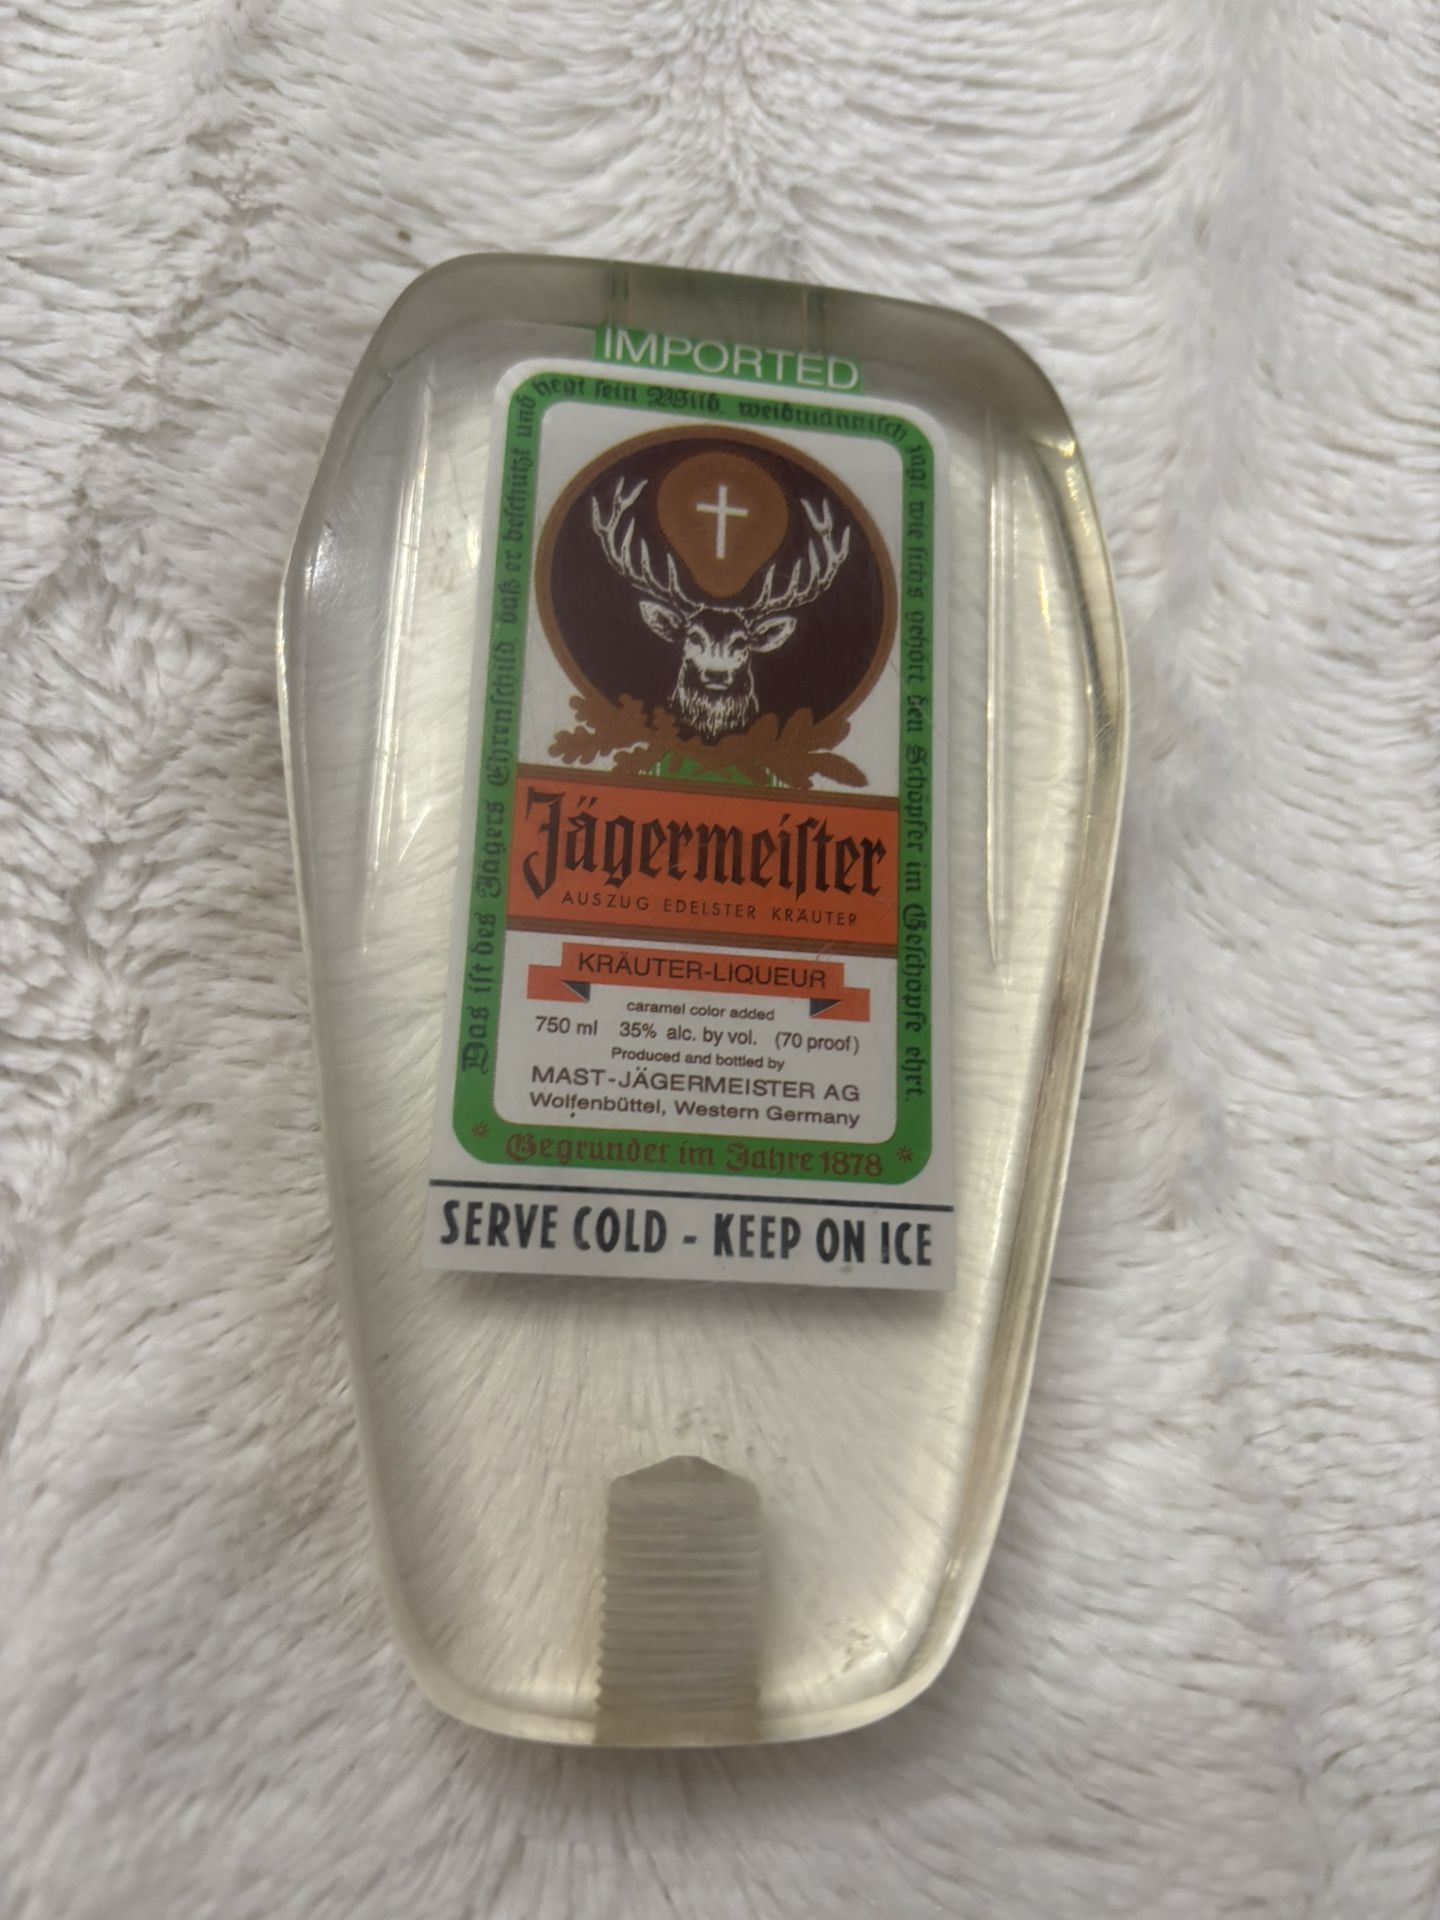 IMPORTED
Das ist des Jägers Ehrenschild, daß er beschützt und hegt sein Wild, weidmännisch jagt, wie sich's gehört, den Schöpfer im Geschöpfe ehrt.
Jägermeister
AUSZUG EDELSTER KRÄUTER
KRÄUTER-LIQUEUR
caramel color added
750 ml 35% alc. by vol. (70 proof)
Produced and bottled by
MAST-JÄGERMEISTER AG
Wolfenbüttel, Western Germany
Gegründet im Jahre 1878
SERVE COLD - KEEP ON ICE